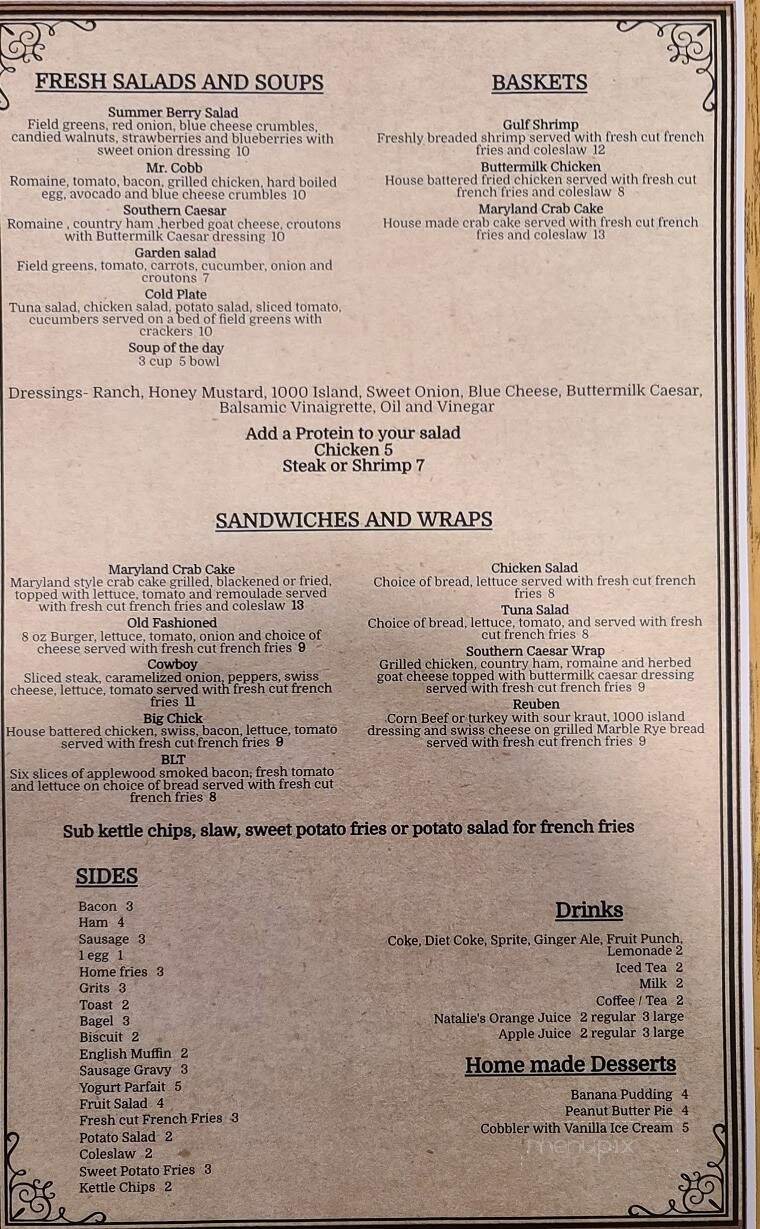 FRESH SALADS AND SOUPS
Summer Berry Salad
Field greens, red onion, blue cheese crumbles,
candied walnuts, strawberries and blueberries with
sweet onion dressing 10
Mr. Cobb
Romaine, tomato, bacon, grilled chicken, hard boiled
egg, avocado and blue cheese crumbles 10
Southern Caesar
Romaine , country ham ,herbed goat cheese, croutons
with Buttermilk Caesar dressing 10
Garden salad
Field greens, tomato, carrots, cucumber, onion and
croutons 7
Cold Plate
Tuna salad, chicken salad, potato salad, sliced tomato,
cucumbers served on a bed of field greens with
crackers 10
Soup of the day
3 cup 5 bowl
BASKETS
Gulf Shrimp
Freshly breaded shrimp served with fresh cut french
fries and coleslaw 12
Buttermilk Chicken
House battered fried chicken served with fresh cut
french fries and coleslaw 8
Maryland Crab Cake
House made crab cake served with fresh cut french
fries and coleslaw 13
Dressings- Ranch, Honey Mustard, 1000 Island, Sweet Onion, Blue Cheese, Buttermilk Caesar,
Balsamic Vinaigrette, Oil and Vinegar
Add a Protein to your salad
Chicken 5
Steak or Shrimp 7
SANDWICHES AND WRAPS
Maryland Crab Cake
Maryland style crab cake grilled, blackened or fried,
topped with lettuce, tomato and remoulade served
with fresh cut french fries and coleslaw 13
Old Fashioned
8 oz Burger, lettuce, tomato, onion and choice of
cheese served with fresh cut french fries 9
Cowboy
Sliced steak, caramelized onion, peppers, swiss
cheese, lettuce, tomato served with fresh cut french
fries 11
Big Chick
House battered chicken, swiss, bacon, lettuce, tomato
served with fresh cut french fries 9
BLT
Six slices of applewood smoked bacon, fresh tomato
and lettuce on choice of bread served with fresh cut
french fries 8
Chicken Salad
Choice of bread, lettuce served with fresh cut french
fries 8
Tuna Salad
Choice of bread, lettuce, tomato, and served with fresh
cut french fries 8
Southern Caesar Wrap
Grilled chicken, country ham, romaine and herbed
goat cheese topped with buttermilk caesar dressing
served with fresh cut french fries 9
Reuben
Corn Beef or turkey with sour kraut, 1000 island
dressing and swiss cheese on grilled Marble Rye bread
served with fresh cut french fries 9
Sub kettle chips, slaw, sweet potato fries or potato salad for french fries
SIDES
Bacon 3
Ham 4
Sausage 3
1 egg 1
Home fries 3
Grits 3
Toast 2
Bagel 3
Biscuit 2
English Muffin 2
Sausage Gravy 3
Yogurt Parfait 5
Fruit Salad 4
Fresh cut French Fries 3
Potato Salad 2
Coleslaw 2
Sweet Potato Fries 3
Kettle Chips 2
Drinks
Coke, Diet Coke, Sprite, Ginger Ale, Fruit Punch,
Lemonade 2
Iced Tea 2
Milk 2
Coffee / Tea 2
Natalie's Orange Juice 2 regular 3 large
Apple Juice 2 regular 3 large
Home made Desserts
Banana Pudding 4
Peanut Butter Pie 4
Cobbler with Vanilla Ice Cream 5
menupix